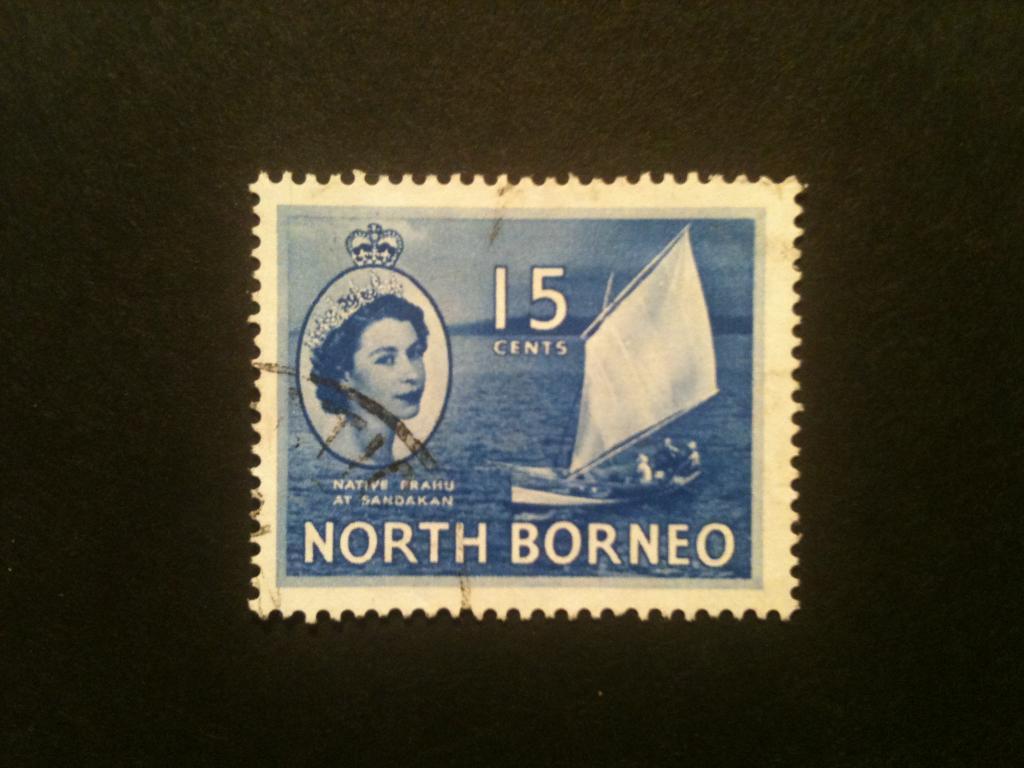 15
CENTS
NATIVE PRAHU
AT SANDAKAN
NORTH BORNEO